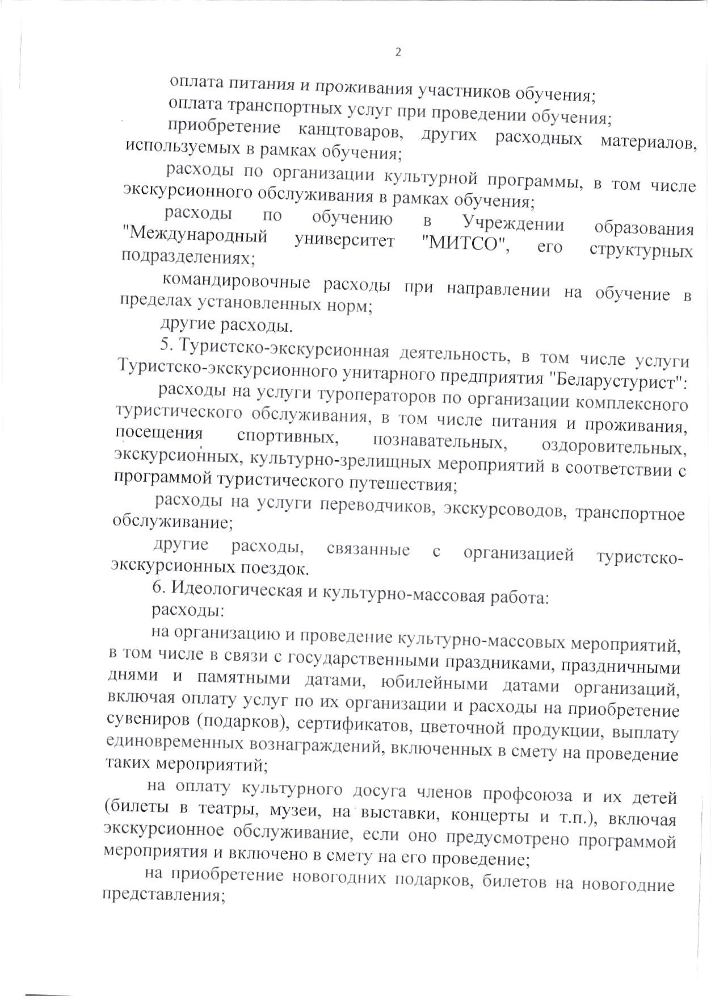 2
оплата питания и проживания участников обучения;
оплата транспортных услуг при проведении обучения;
приобретение канцтоваров, других расходных материалов,
используемых в рамках обучения;
расходы по организации культурной программы, в том числе
экскурсионного обслуживания в рамках обучения;
расходы по обучению в Учреждении образования
"Международный университет "МИТСО", его структурных
подразделениях;
командировочные расходы при направлении на обучение в
пределах установленных норм;
другие расходы.
5. Туристско-экскурсионная деятельность, в том числе услуги
Туристско-экскурсионного унитарного предприятия "Беларустурист":
расходы на услуги туроператоров по организации комплексного
туристического обслуживания, в том числе питания и проживания,
посещения спортивных, познавательных, оздоровительных,
экскурсионных, культурно-зрелищных мероприятий в соответствии с
программой туристического путешествия;
расходы на услуги переводчиков, экскурсоводов, транспортное
обслуживание;
другие расходы, связанные с организацией туристско-
экскурсионных поездок.
6. Идеологическая и культурно-массовая работа:
расходы:
на организацию и проведение культурно-массовых мероприятий,
в том числе в связи с государственными праздниками, праздничными
днями и памятными датами, юбилейными датами организаций,
включая оплату услуг по их организации и расходы на приобретение
сувениров (подарков), сертификатов, цветочной продукции, выплату
единовременных вознаграждений, включенных в смету на проведение
таких мероприятий;
на оплату культурного досуга членов профсоюза и их детей
(билеты в театры, музеи, на выставки, концерты и т.п.), включая
экскурсионное обслуживание, если оно предусмотрено программой
мероприятия и включено в смету на его проведение;
на приобретение новогодних подарков, билетов на новогодние
представления;